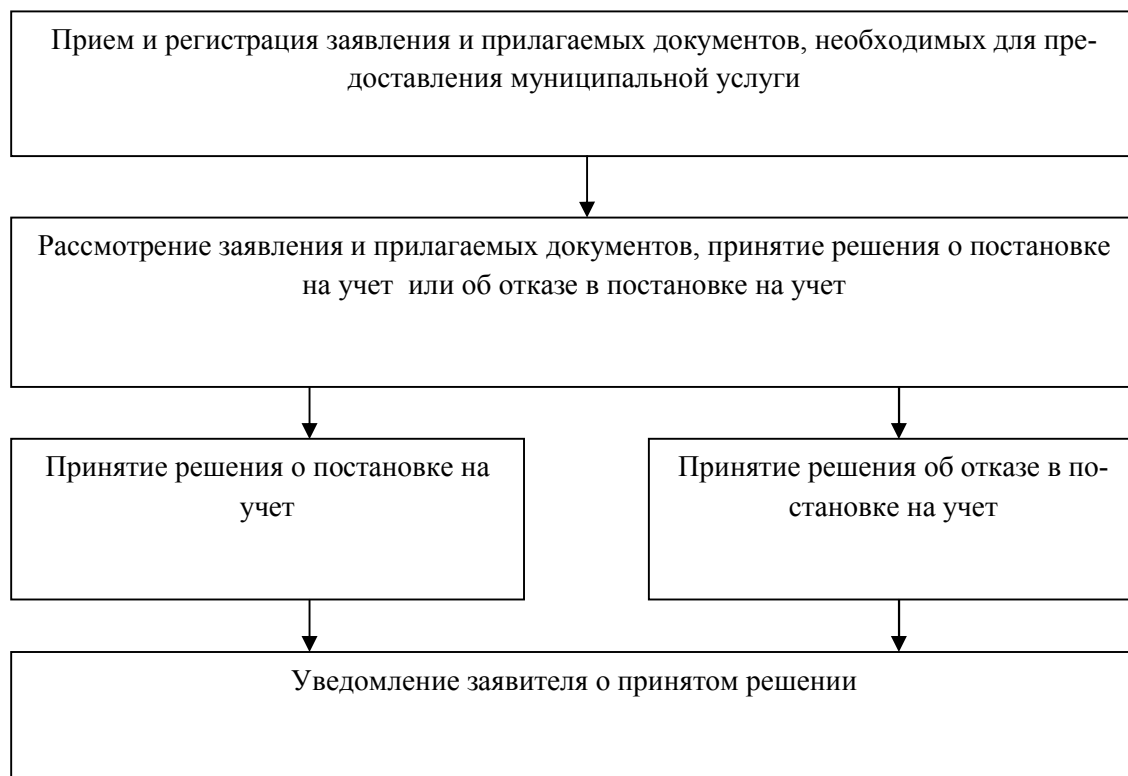 Прием и регистрация заявления и прилагаемых документов, необходимых для пре-
доставления муниципальной услуги
Рассмотрение заявления и прилагаемых документов, принятие решения о постановке
на учет  или об отказе в постановке на учет
Принятие решения о постановке на
учет
Принятие решения об отказе в по-
становке на учет
Уведомление заявителя о принятом решении